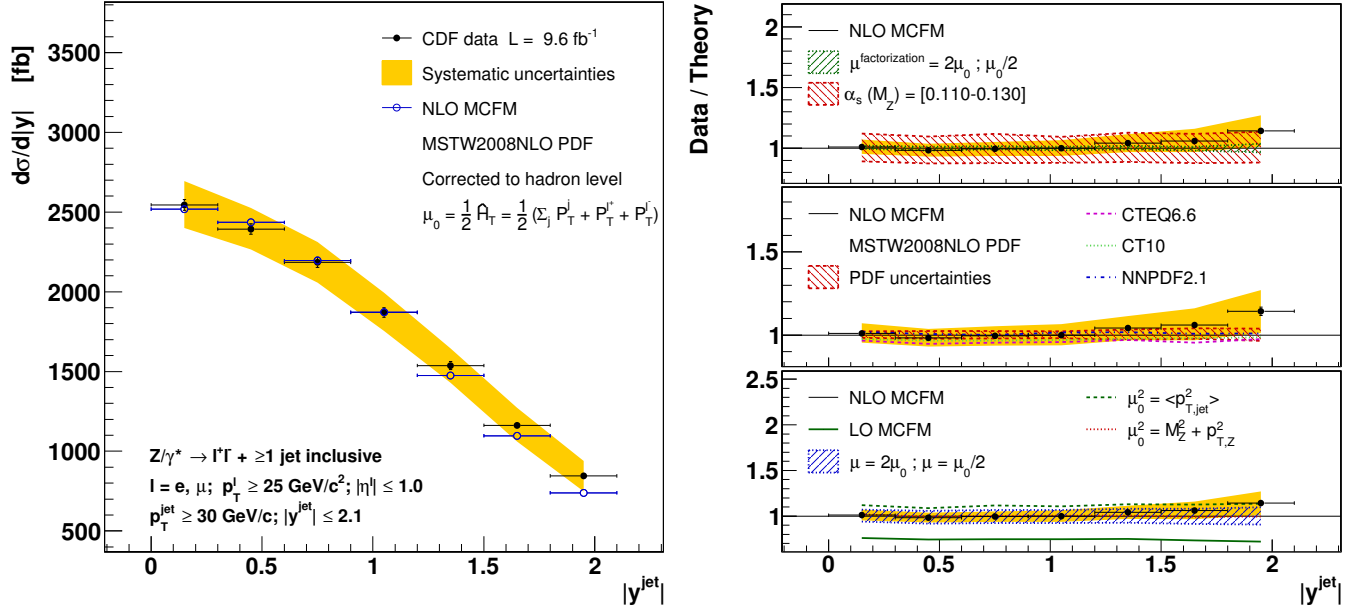 dσ/d|y| [fb]
3500
3000
2500
2000
1500
1000
500
CDF data L = 9.6 fb⁻¹
Systematic uncertainties
NLO MCFM
MSTW2008NLO PDF
Corrected to hadron level
μ₀ = 1/2 Ĥ_T = 1/2 (Σ_j P_T^j + P_T^l⁺ + P_T^l⁻)
Z/γ* → l⁺l⁻ + ≥1 jet inclusive
l = e, μ; p_T^l ≥ 25 GeV/c²; |η^l| ≤ 1.0
p_T^jet ≥ 30 GeV/c; |y^jet| ≤ 2.1
0 0.5 1 1.5 2
|y^jet|
Data / Theory
2
1.5
1
NLO MCFM
μ^factorization = 2μ₀ ; μ₀/2
α_s (M_Z) = [0.110-0.130]
1.5
1
NLO MCFM
MSTW2008NLO PDF
PDF uncertainties
CTEQ6.6
CT10
NNPDF2.1
2.5
2
1.5
1
NLO MCFM
LO MCFM
μ = 2μ₀ ; μ = μ₀/2
μ₀² = <p²_T,jet>
μ₀² = M_Z² + p²_T,Z
0 0.5 1 1.5 2
|y^jet|